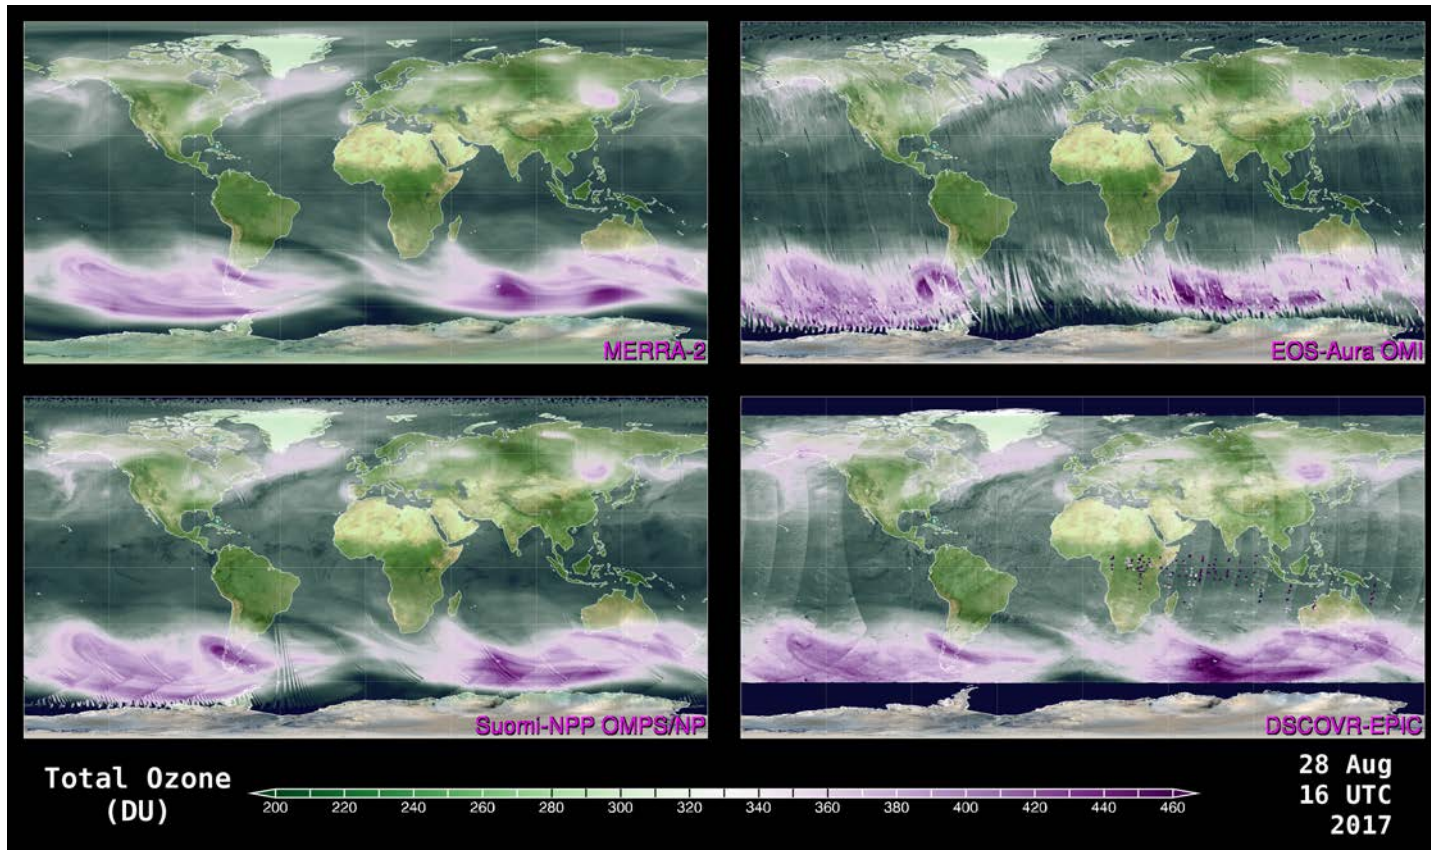 MERRA-2
EOS-Aura OMI
Suomi-NPP OMPS/NP
DSCOVR-EPIC
Total Ozone
(DU)
200 220 240 260 280 300 320 340 360 380 400 420 440 460
28 Aug
16 UTC
2017